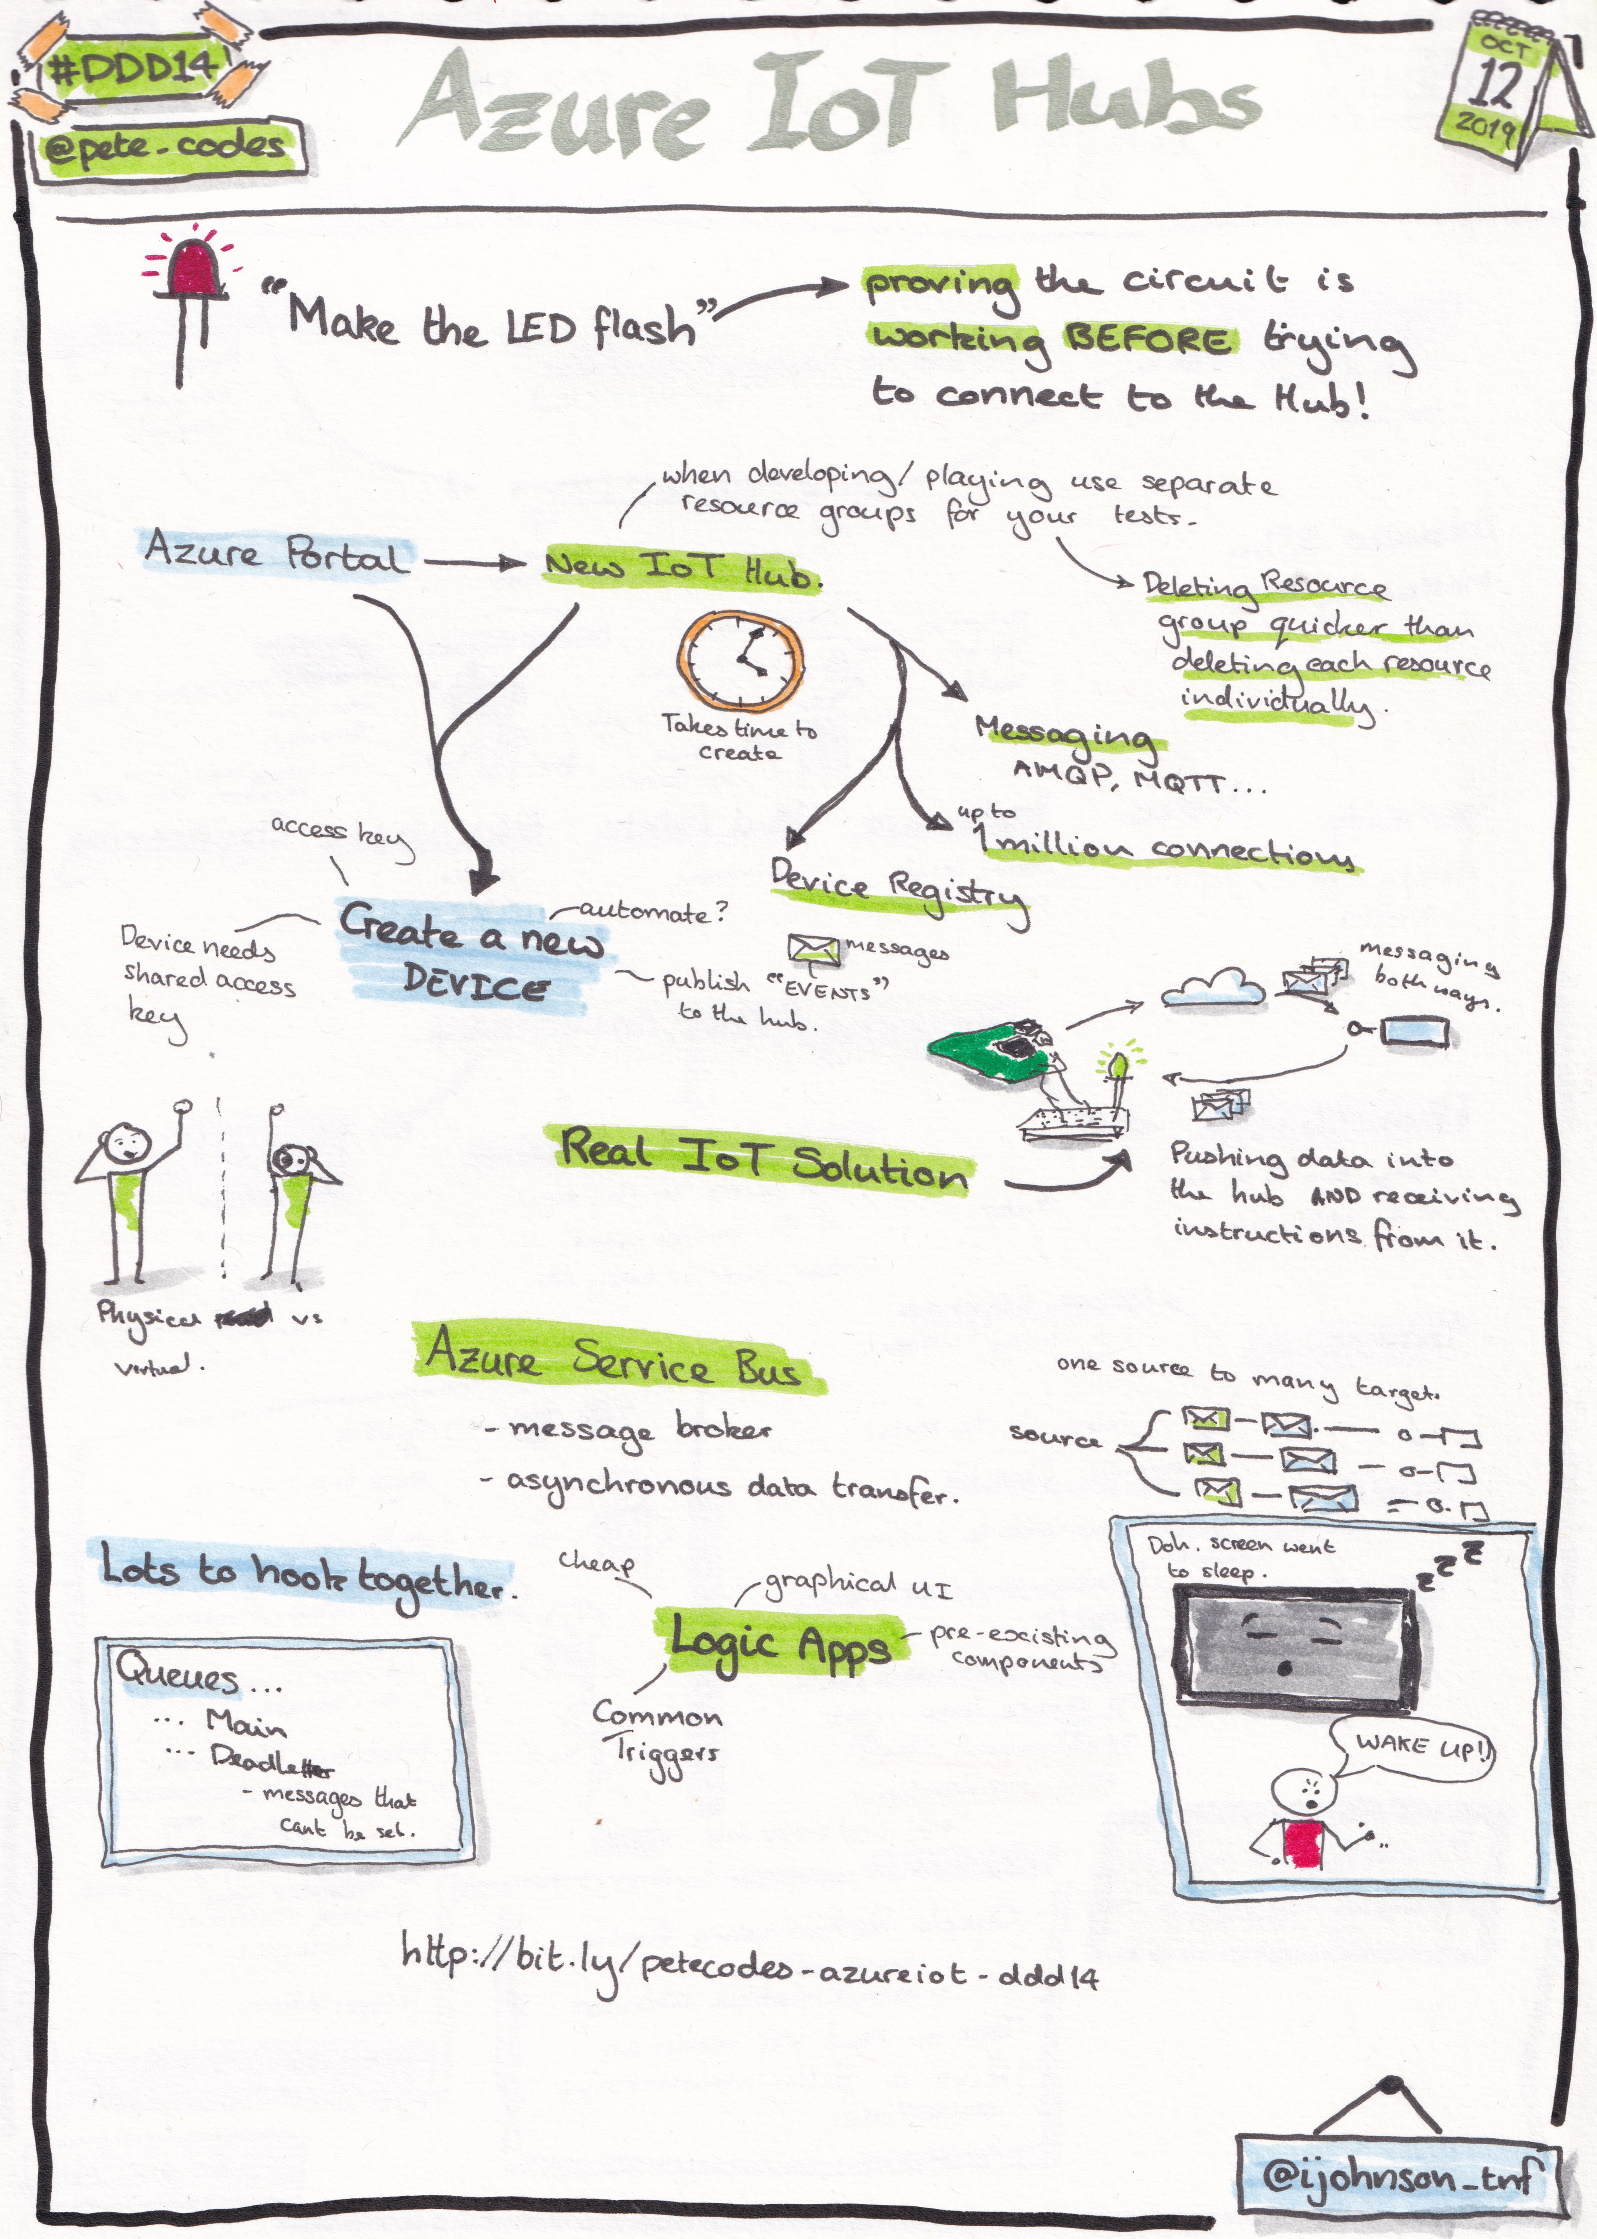 #DDD14
@pete_codes
Azure IoT Hubs
OCT
12
2019
"Make the LED flash"
proving the circuit is
working BEFORE trying
to connect to the Hub!
when developing/playing use separate
resource groups for your tests.
Azure Portal
New IoT Hub.
Deleting Resource
group quicker than
deleting each resource
individually.
Takes time to
create
Messaging
AMQP, MQTT...
up to
1 million connections
Device Registry
access key
Create a new
DEVICE
automate?
Device needs
shared access
key
messages
publish "EVENTS"
to the hub.
messaging
both ways.
Real IoT Solution
Pushing data into
the hub AND receiving
instructions from it.
Physical vs
virtual.
Azure Service Bus
- message broker
- asynchronous data transfer.
one source to many target.
source
Lots to hook together.
Queues...
... Main
... Deadletter
- messages that
cant be set.
cheap
graphical UI
Logic Apps
pre-existing
components
Common
Triggers
Doh. screen went
to sleep.
zzz
WAKE UP!!
http://bit.ly/petecodes-azureiot-ddd14
@ijohnson_tnf